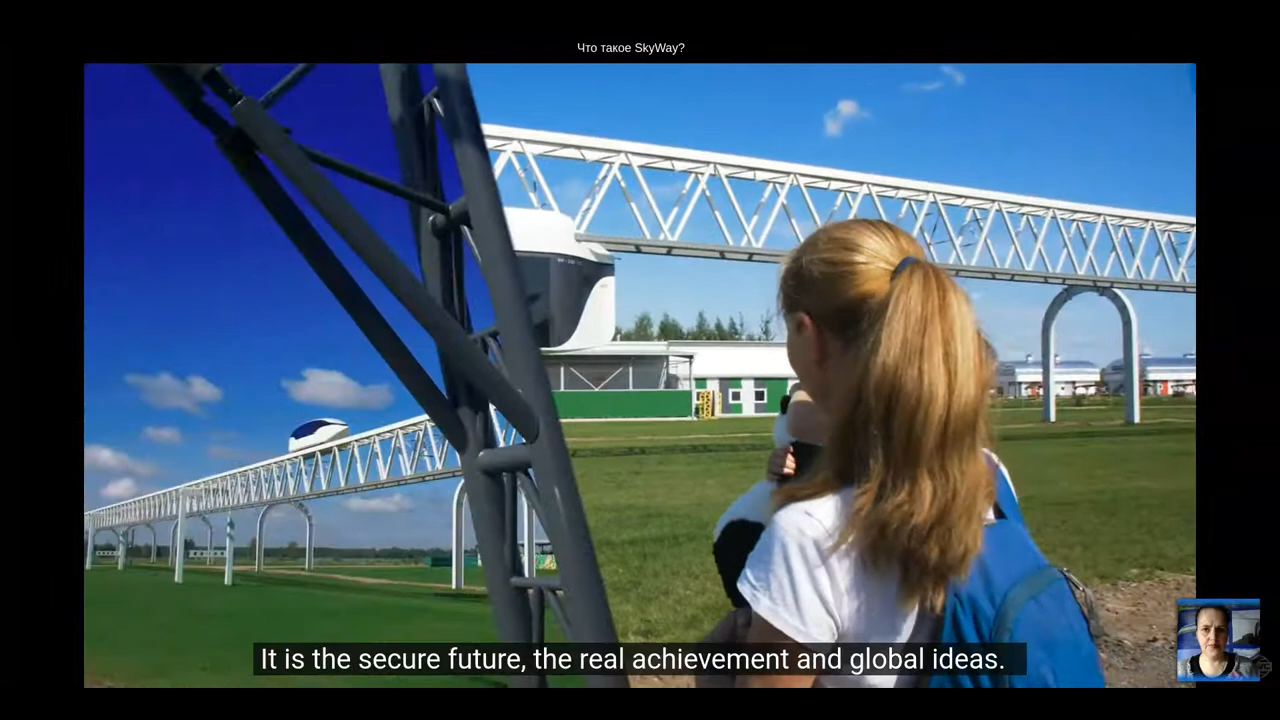 Что такое SkyWay?
It is the secure future, the real achievement and global ideas.